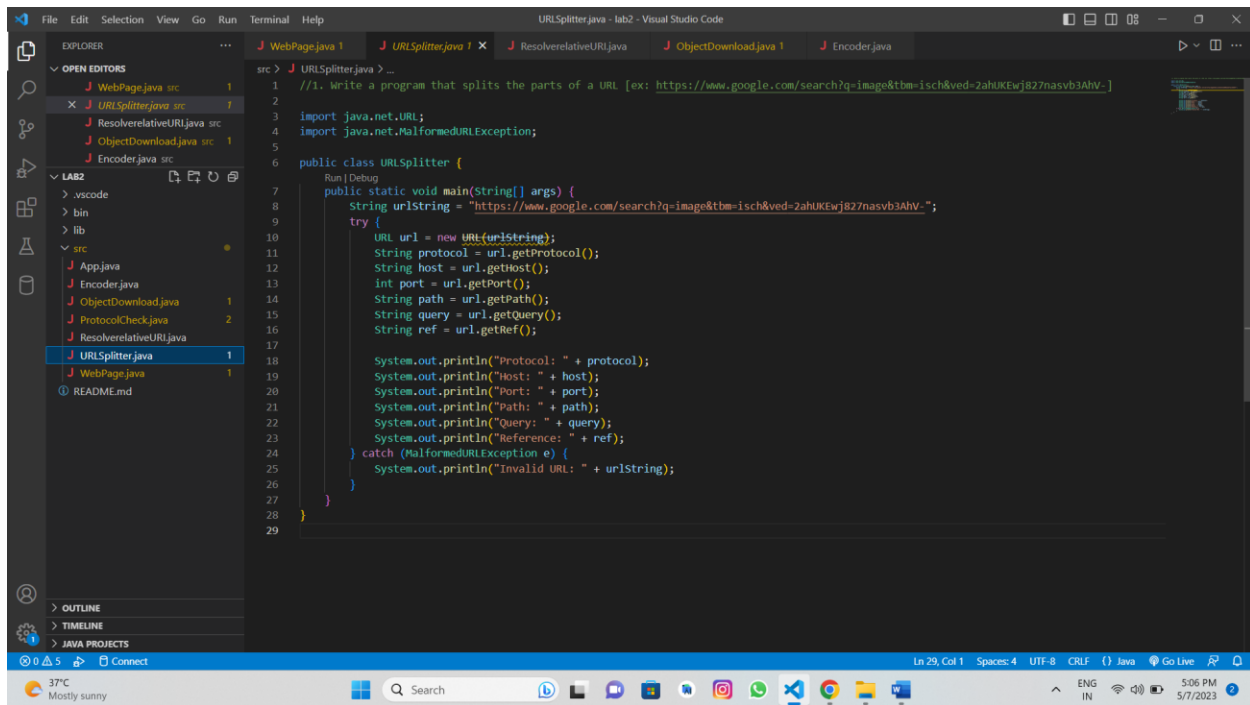 File Edit Selection View Go Run Terminal Help
URLSplitter.java - lab2 - Visual Studio Code
EXPLORER
OPEN EDITORS
WebPage.java src 1
URLSplitter.java src 1
ResolverelativeURI.java src
ObjectDownload.java src 1
Encoder.java src
LAB2
.vscode
bin
lib
src
App.java
Encoder.java
ObjectDownload.java 1
ProtocolCheck.java 2
ResolverelativeURI.java
URLSplitter.java 1
WebPage.java 1
README.md
OUTLINE
TIMELINE
JAVA PROJECTS
WebPage.java 1 URLSplitter.java 1 ResolverelativeURI.java ObjectDownload.java 1 Encoder.java
src > URLSplitter.java > ...
1 //1. Write a program that splits the parts of a URL [ex: https://www.google.com/search?q=image&tbm=isch&ved=2ahUKEwj827nasvb3AhV-]
2
3 import java.net.URL;
4 import java.net.MalformedURLException;
5
6 public class URLSplitter {
Run | Debug
7 public static void main(String[] args) {
8 String urlString = "https://www.google.com/search?q=image&tbm=isch&ved=2ahUKEwj827nasvb3AhV-";
9 try {
10 URL url = new URL(urlString);
11 String protocol = url.getProtocol();
12 String host = url.getHost();
13 int port = url.getPort();
14 String path = url.getPath();
15 String query = url.getQuery();
16 String ref = url.getRef();
17
18 System.out.println("Protocol: " + protocol);
19 System.out.println("Host: " + host);
20 System.out.println("Port: " + port);
21 System.out.println("Path: " + path);
22 System.out.println("Query: " + query);
23 System.out.println("Reference: " + ref);
24 } catch (MalformedURLException e) {
25 System.out.println("Invalid URL: " + urlString);
26 }
27 }
28 }
29
0 5 Connect
Ln 29, Col 1 Spaces: 4 UTF-8 CRLF {} Java Go Live
37°C
Mostly sunny
Search
ENG
IN
5:06 PM
5/7/2023
2